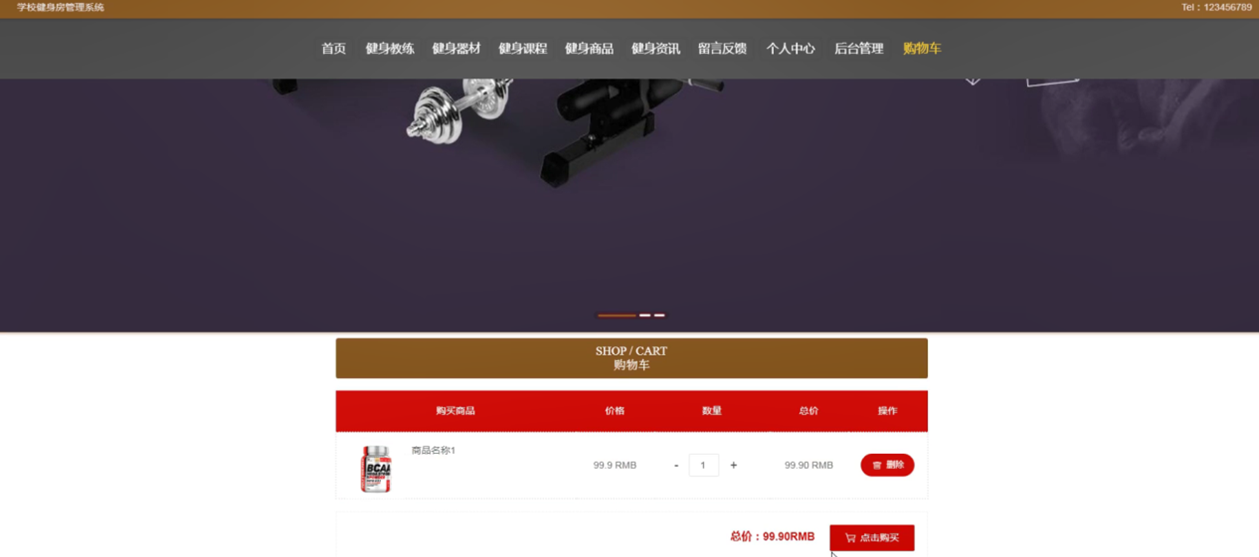 学校健身房管理系统
Tel：123456789
首页 健身教练 健身器材 健身课程 健身商品 健身资讯 留言反馈 个人中心 后台管理 购物车
SHOP / CART
购物车
购买商品 价格 数量 总价 操作
BCAA
商品名称1
99.9 RMB - 1 + 99.90 RMB 删除
总价：99.90RMB 点击购买